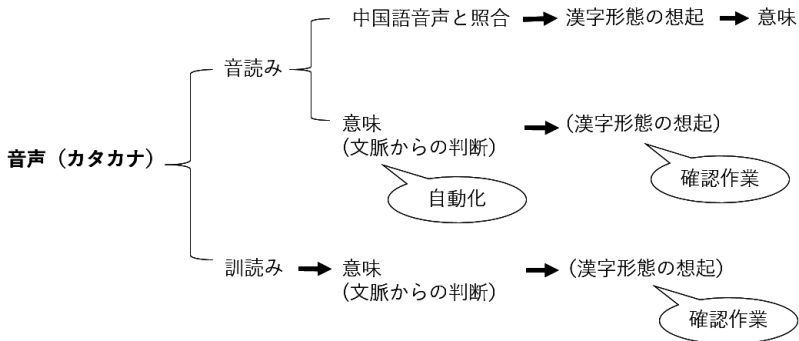 中国語音声と照合 → 漢字形態の想起 → 意味
音読み
意味
(文脈からの判断)
→ (漢字形態の想起)
自動化
確認作業
音声（カタカナ）
訓読み → 意味
(文脈からの判断)
→ (漢字形態の想起)
確認作業